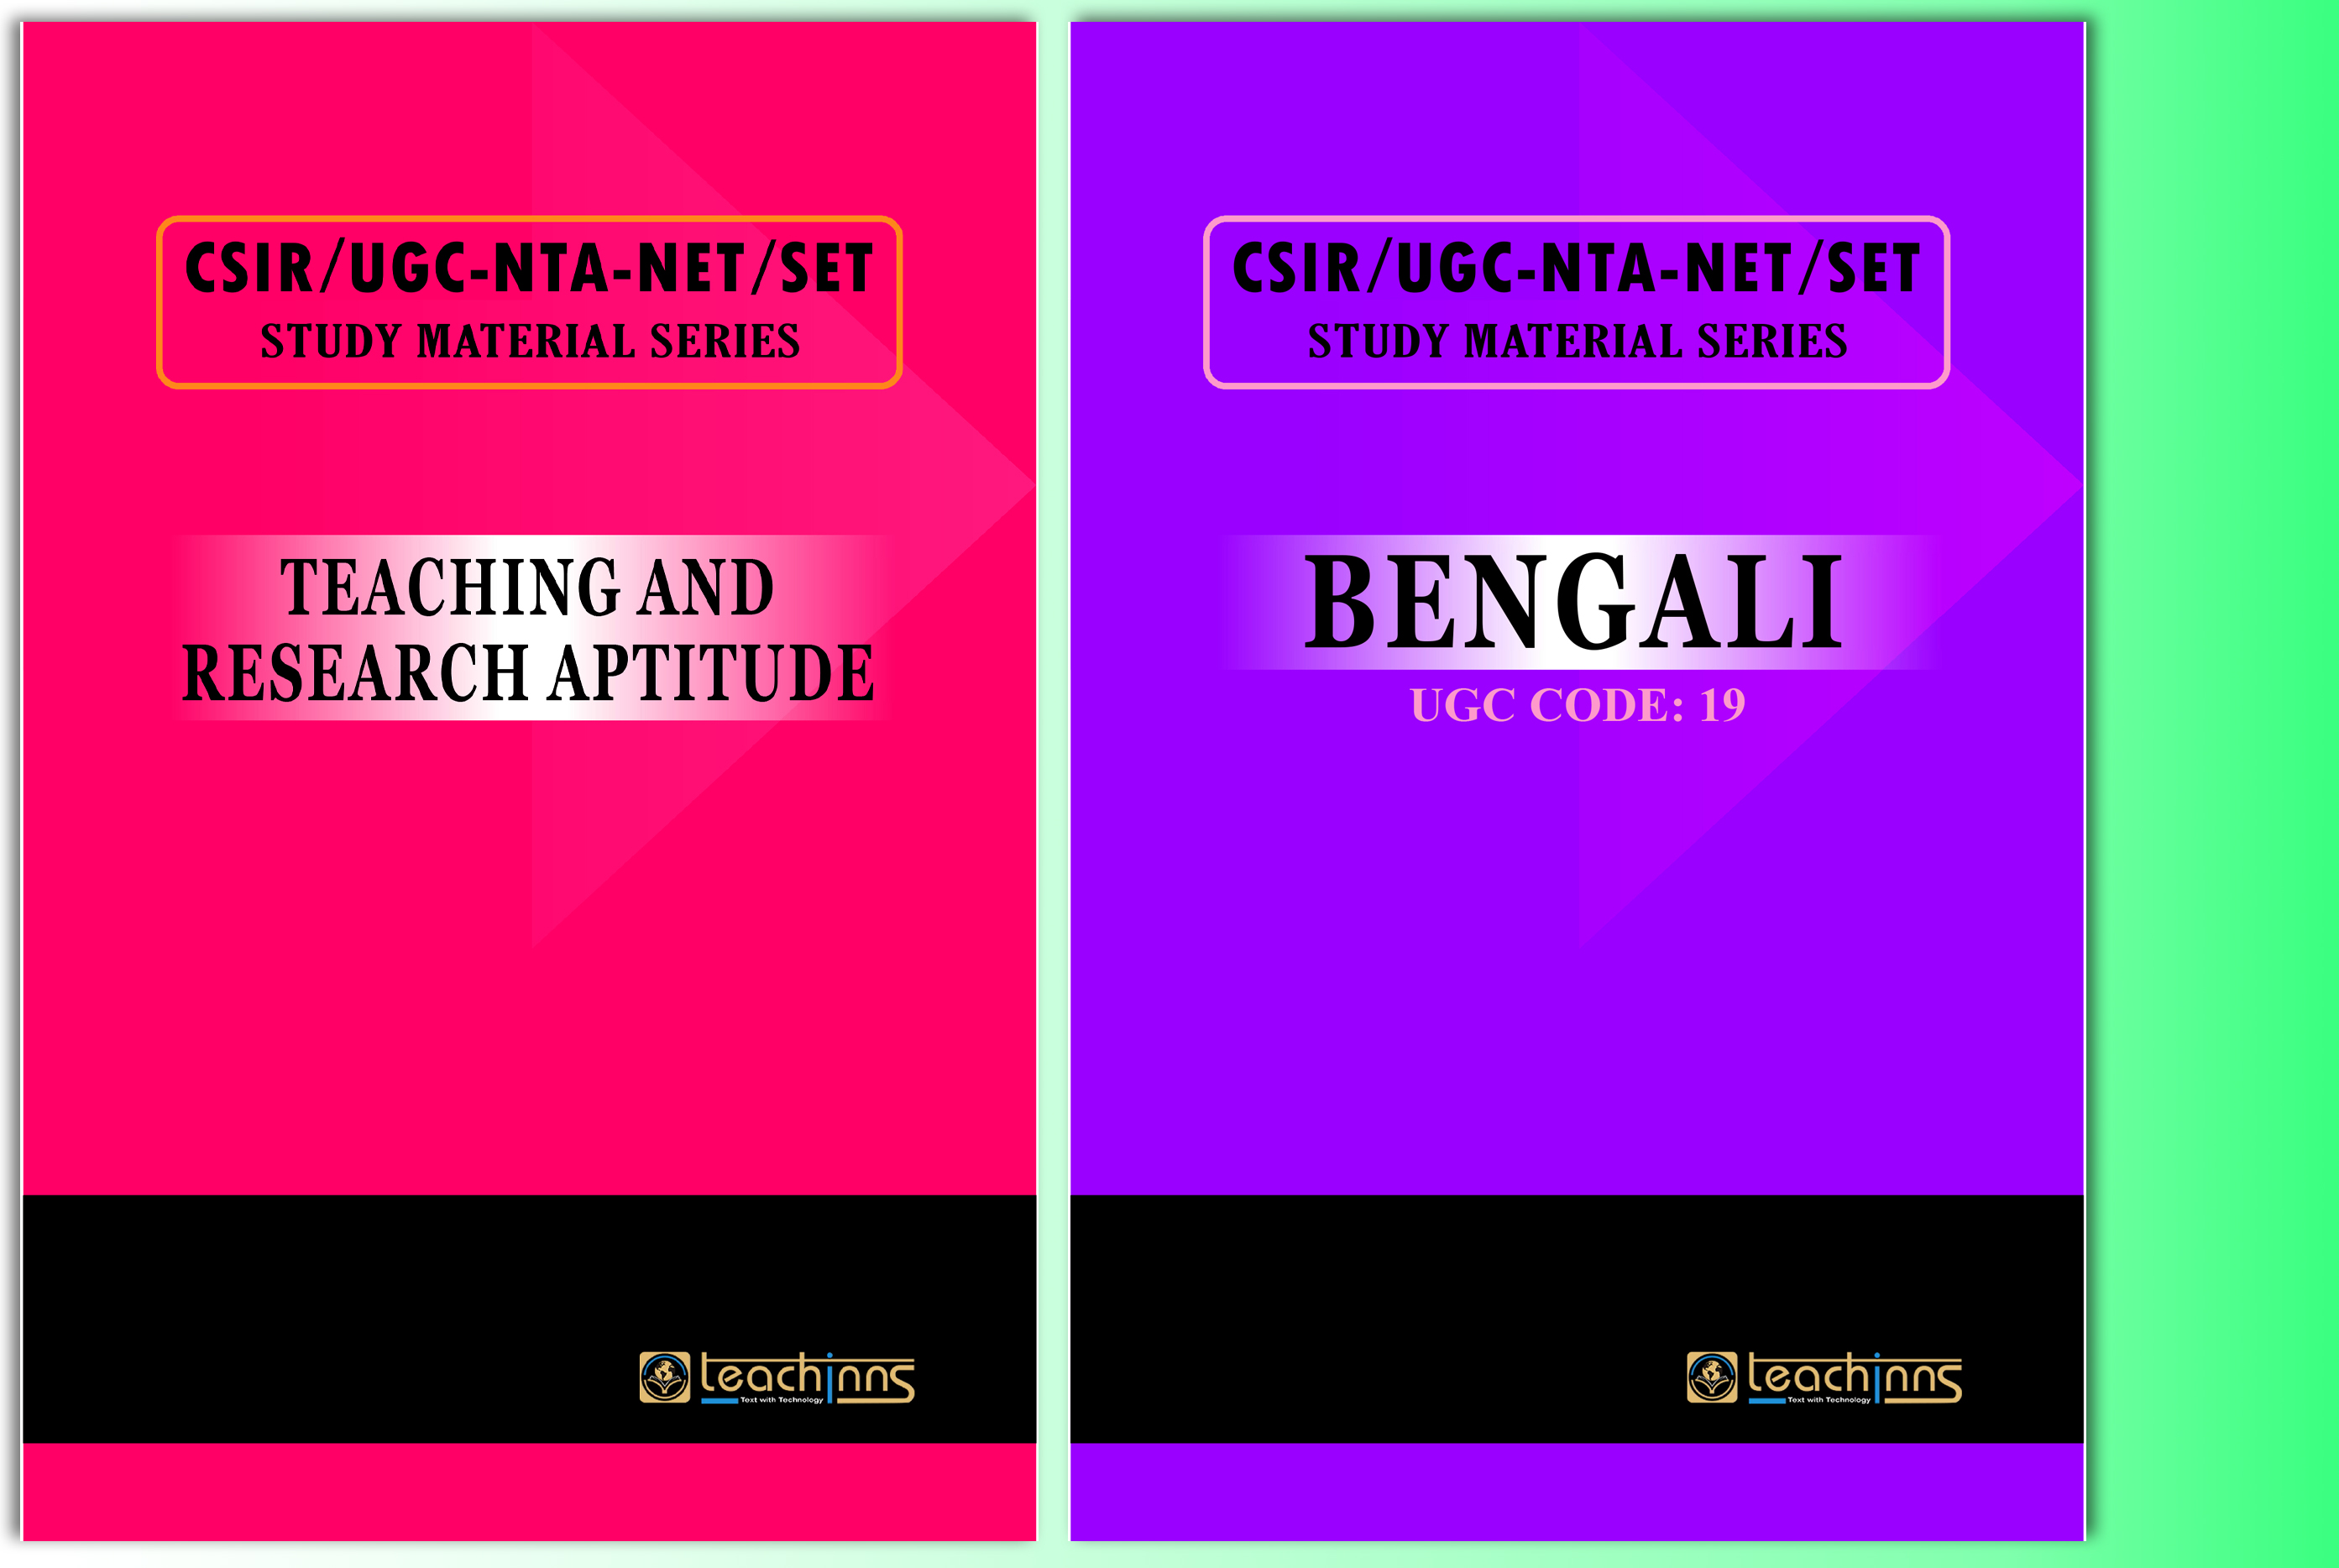 CSIR/UGC-NTA-NET/SET
STUDY MATERIAL SERIES
TEACHING AND
RESEARCH APTITUDE
teachinns
Text with Technology
CSIR/UGC-NTA-NET/SET
STUDY MATERIAL SERIES
BENGALI
UGC CODE: 19
teachinns
Text with Technology